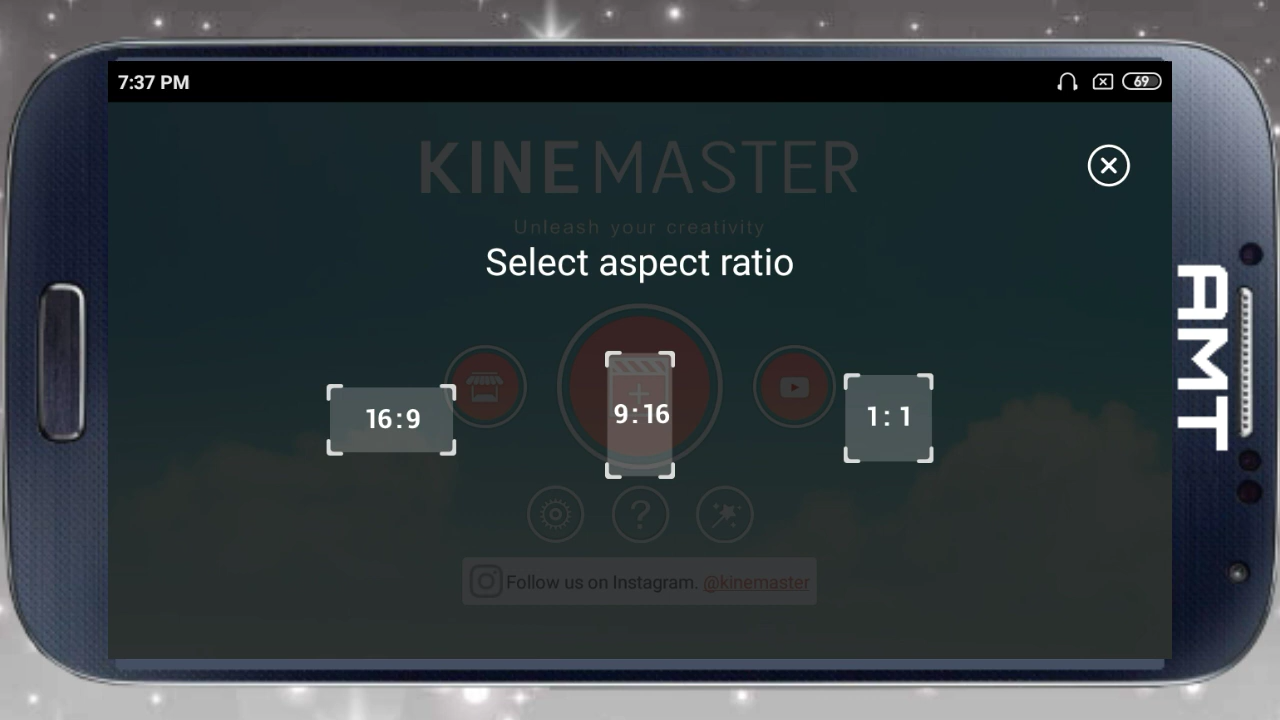 7:37 PM
69
KINEMASTER
Unleash your creativity
Select aspect ratio
16:9
9:16
1:1
Follow us on Instagram. @kinemaster
AMT